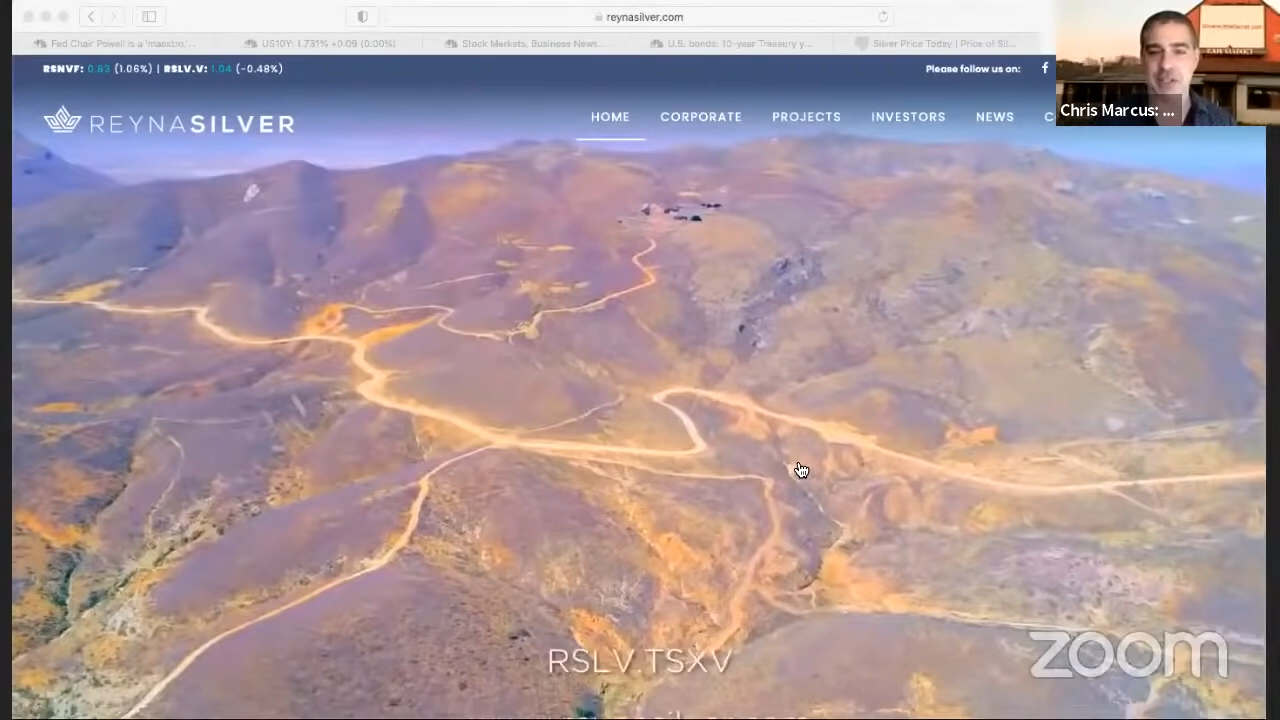 reynasilver.com
Fed Chair Powell is a 'maestro,'...
US10Y: 1.731% +0.09 (0.00%)
Stock Markets, Business News...
U.S. bonds: 10-year Treasury y...
Silver Price Today | Price of Sil...
RSNVF: 0.83 (1.06%) | RSLV.V: 1.04 (-0.48%)
Please follow us on:
f
REYNASILVER
HOME
CORPORATE
PROJECTS
INVESTORS
NEWS
C
Chris Marcus: ...
RSLV.TSXV
zoom